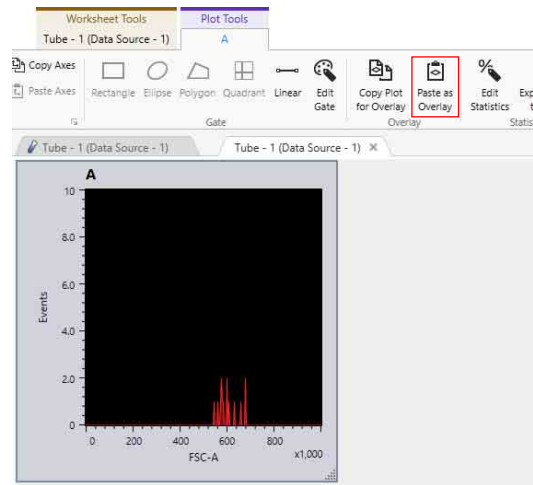 Worksheet Tools Plot Tools
Tube - 1 (Data Source - 1) A
Copy Axes
Paste Axes
Rectangle Ellipse Polygon Quadrant Linear Edit Gate
Gate
Copy Plot for Overlay Paste as Overlay
Overlay
Edit Statistics Exp
t
Statis
Tube - 1 (Data Source - 1) Tube - 1 (Data Source - 1) ×
A
10
8.0
6.0
4.0
2.0
0
Events
0 200 400 600 800
FSC-A x1,000